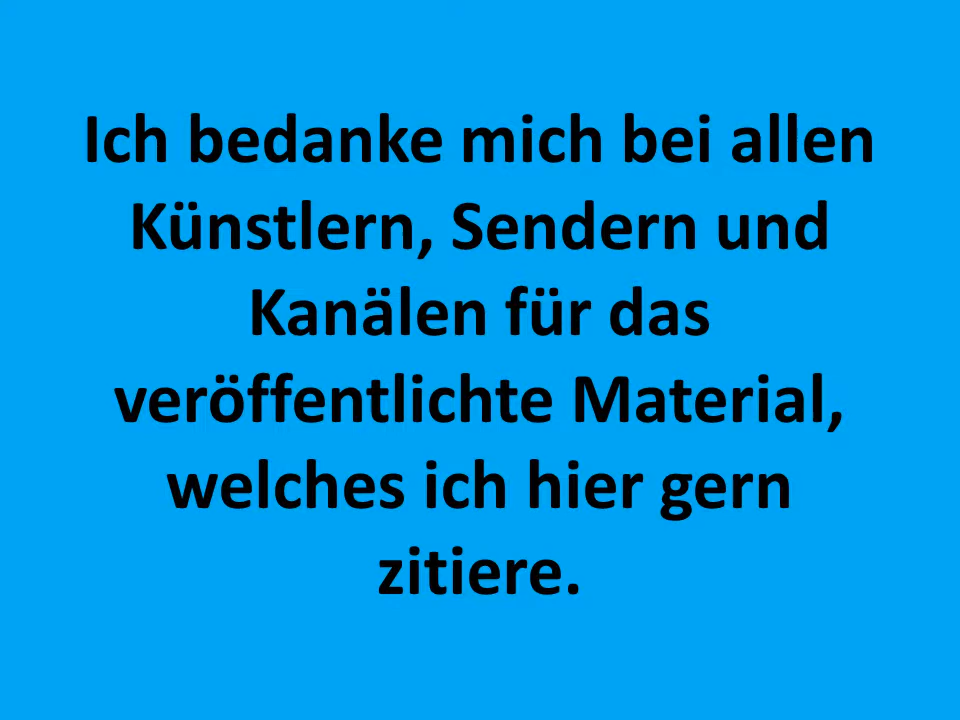 Ich bedanke mich bei allen
Künstlern, Sendern und
Kanälen für das
veröffentlichte Material,
welches ich hier gern
zitiere.